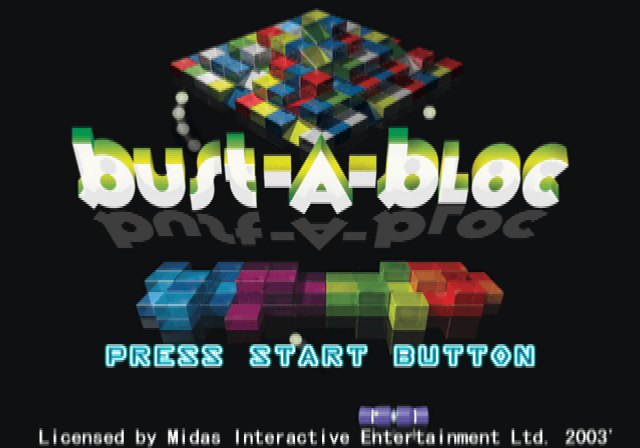 bust-A-bloc
PRESS START BUTTON
Licensed by Midas Interactive Entertainment Ltd. 2003'